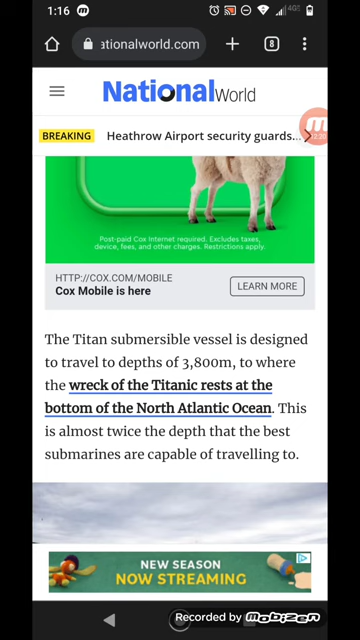 1:16
4G
ationalworld.com
8
NationalWorld
BREAKING Heathrow Airport security guards...
Post-paid Cox Internet required. Excludes taxes,
device, fees, and other charges. Restrictions apply.
HTTP://COX.COM/MOBILE
Cox Mobile is here
LEARN MORE
The Titan submersible vessel is designed
to travel to depths of 3,800m, to where
the wreck of the Titanic rests at the
bottom of the North Atlantic Ocean. This
is almost twice the depth that the best
submarines are capable of travelling to.
NEW SEASON
NOW STREAMING
Recorded by Mobizen